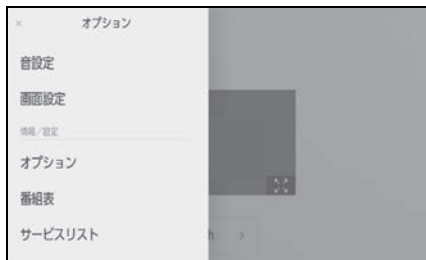 × オプション
音設定
画面設定
情報/設定
オプション
番組表
サービスリスト
h >